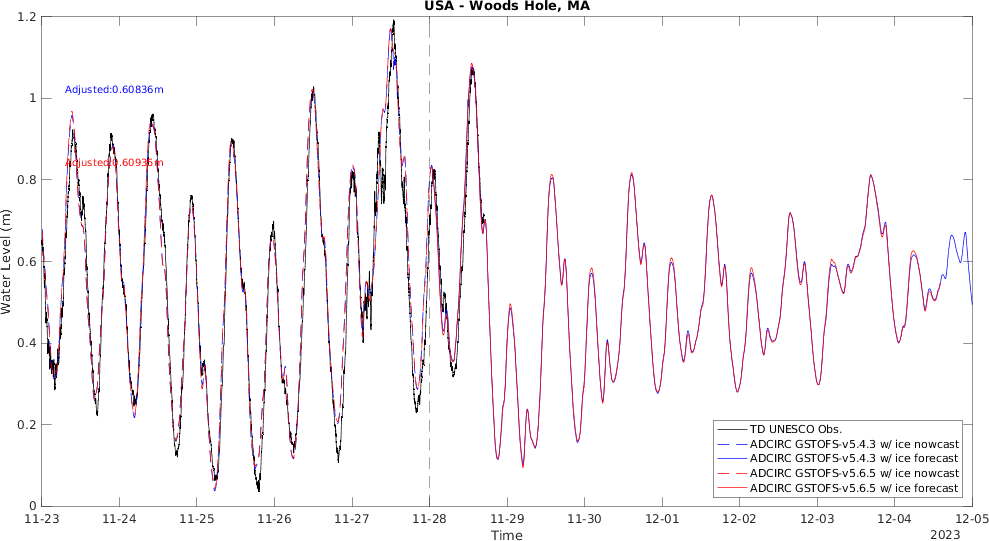 USA - Woods Hole, MA
Water Level (m)
1.2
1
0.8
0.6
0.4
0.2
0
Adjusted:0.60836m
Adjusted:0.60936m
TD UNESCO Obs.
ADCIRC GSTOFS-v5.4.3 w/ ice nowcast
ADCIRC GSTOFS-v5.4.3 w/ ice forecast
ADCIRC GSTOFS-v5.6.5 w/ ice nowcast
ADCIRC GSTOFS-v5.6.5 w/ ice forecast
11-23 11-24 11-25 11-26 11-27 11-28 11-29 11-30 12-01 12-02 12-03 12-04 12-05
Time
2023